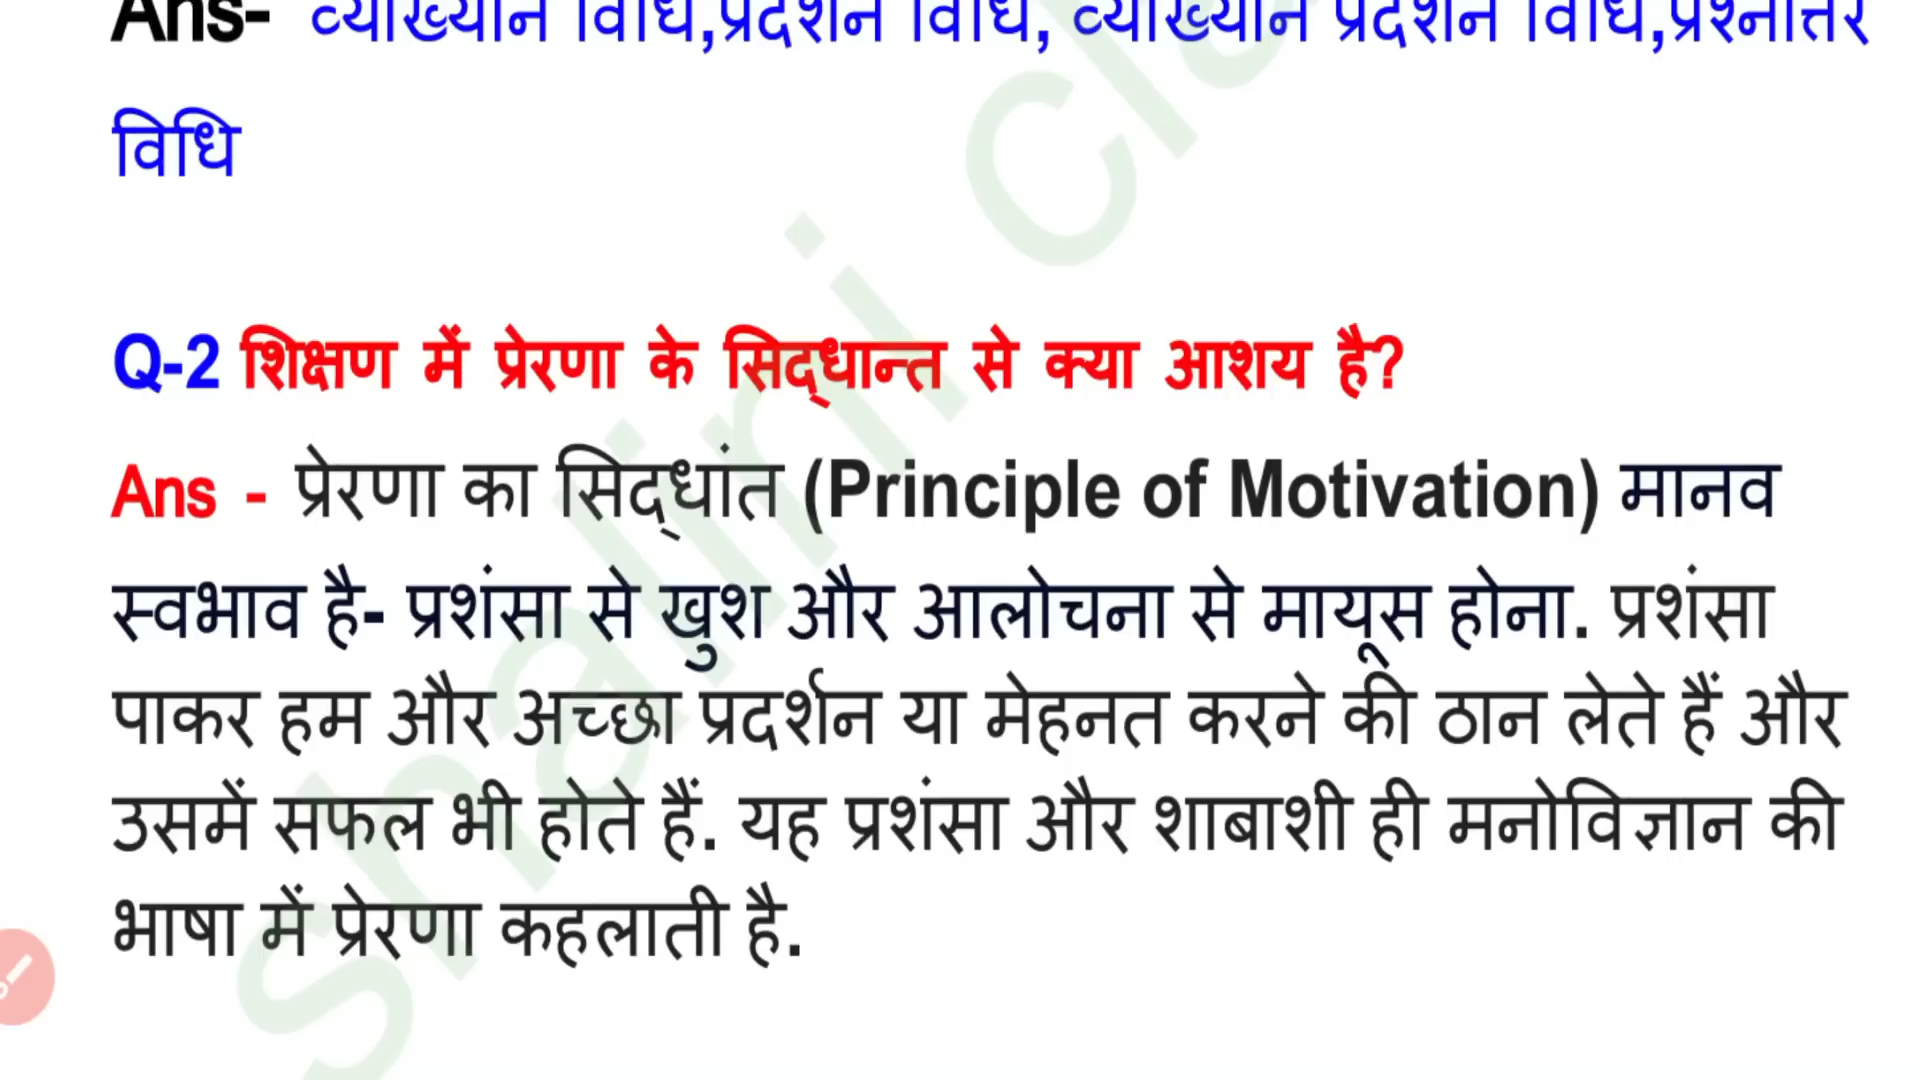 Ans- व्याख्यान विधि,प्रदर्शन विधि, व्याख्यान प्रदर्शन विधि,प्रश्नोत्तर
विधि
Q-2 शिक्षण में प्रेरणा के सिद्धान्त से क्या आशय है?
Ans - प्रेरणा का सिद्धांत (Principle of Motivation) मानव
स्वभाव है- प्रशंसा से खुश और आलोचना से मायूस होना. प्रशंसा
पाकर हम और अच्छा प्रदर्शन या मेहनत करने की ठान लेते हैं और
उसमें सफल भी होते हैं. यह प्रशंसा और शाबाशी ही मनोविज्ञान की
भाषा में प्रेरणा कहलाती है.
shalini cla